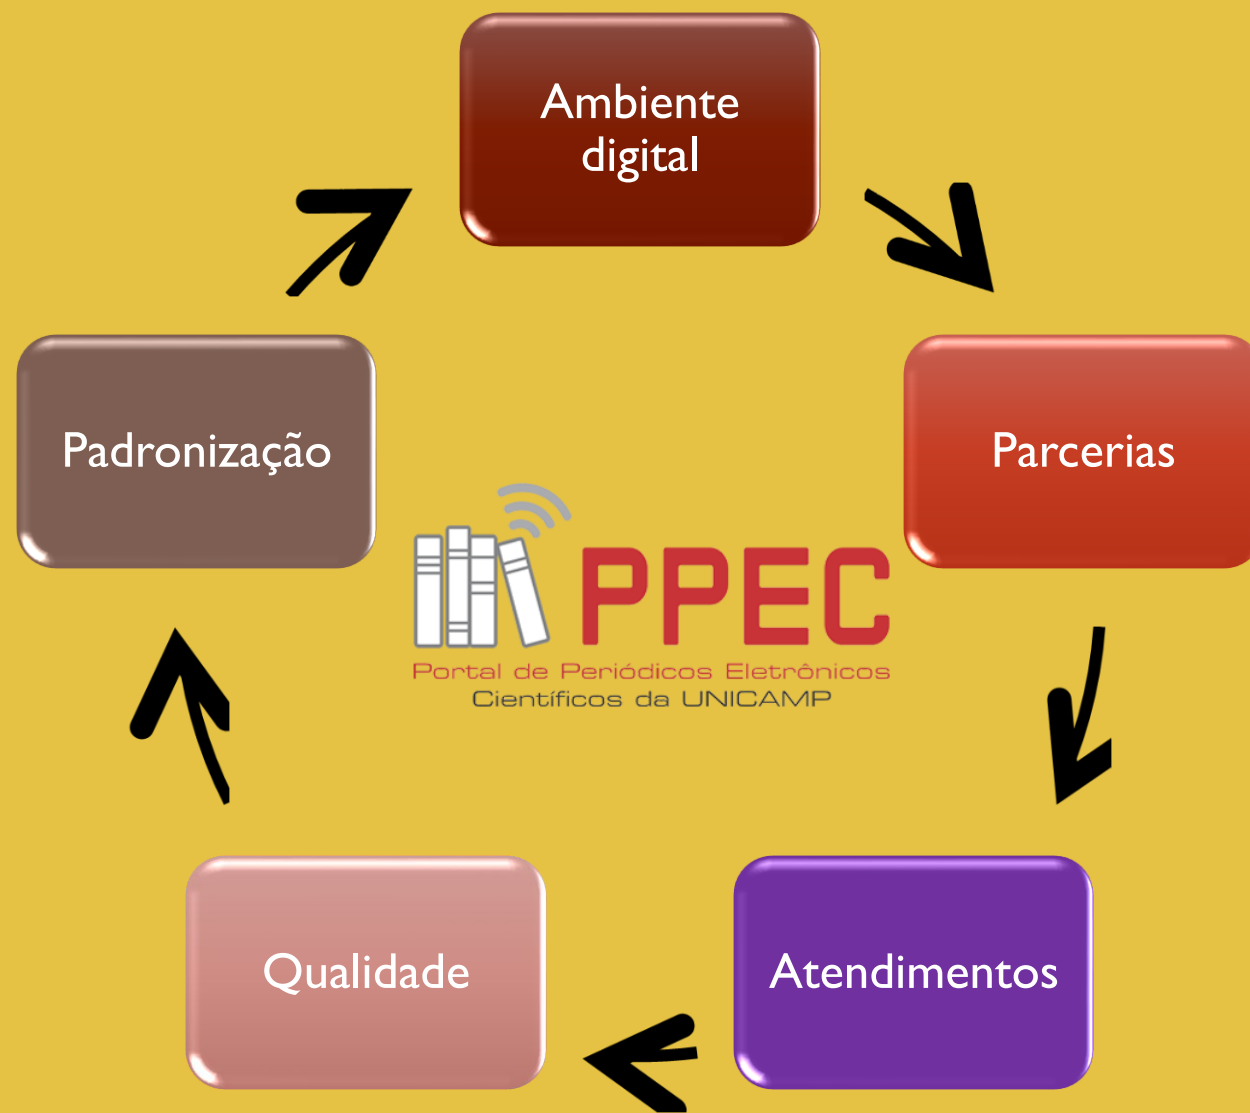 Ambiente
digital
Padronização
Parcerias
PPEC
Portal de Periódicos Eletrônicos
Científicos da UNICAMP
Qualidade
Atendimentos